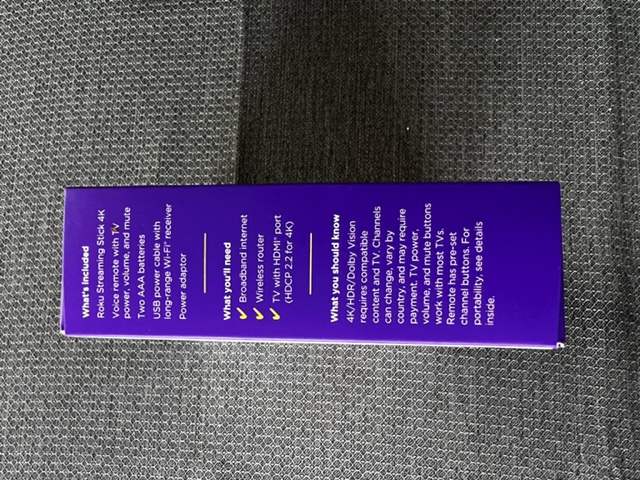 What's included
Roku Streaming Stick 4K
Voice remote with TV
power, volume, and mute
Two AAA batteries
USB power cable with
long-range Wi-Fi® receiver
Power adaptor
What you'll need
✓ Broadband internet
✓ Wireless router
✓ TV with HDMI® port
(HDCP 2.2 for 4K)
What you should know
4K/HDR/Dolby Vision
requires compatible
content and TV. Channels
can change, vary by
country, and may require
payment. TV power,
volume, and mute buttons
work with most TVs.
Remote has pre-set
channel buttons. For
portability, see details
inside.